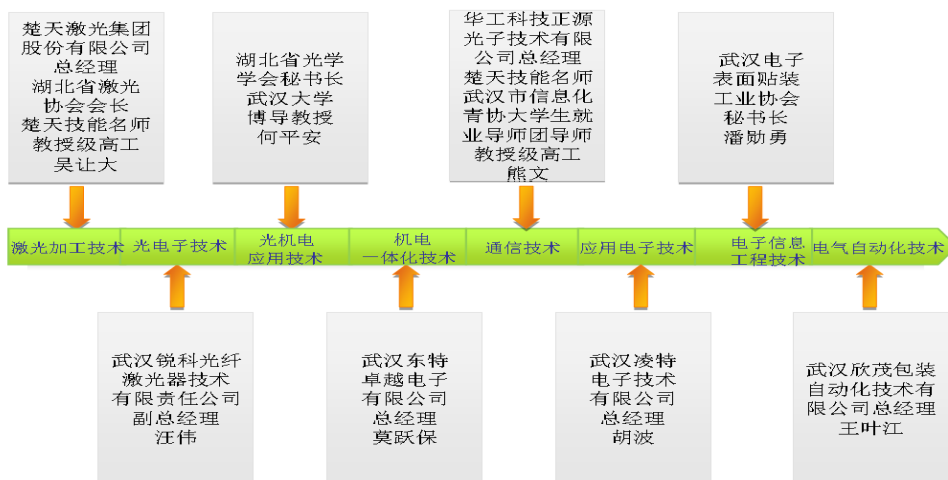 楚天激光集团
股份有限公司
总经理
湖北省激光
协会会长
楚天技能名师
教授级高工
吴让大
湖北省光学
学会秘书长
武汉大学
博导教授
何平安
华工科技正源
光子技术有限
公司总经理
楚天技能名师
武汉市信息化
青协大学生就
业导师团导师
教授级高工
熊文
武汉电子
表面贴装
工业协会
秘书长
潘勋勇
激光加工技术
光电子技术
光机电
应用技术
机电
一体化技术
通信技术
应用电子技术
电子信息
工程技术
电气自动化技术
武汉锐科光纤
激光器技术
有限责任公司
副总经理
汪伟
武汉东特
卓越电子
有限公司
总经理
莫跃保
武汉凌特
电子技术
有限公司
总经理
胡波
武汉欣茂包装
自动化技术有
限公司总经理
王叶江